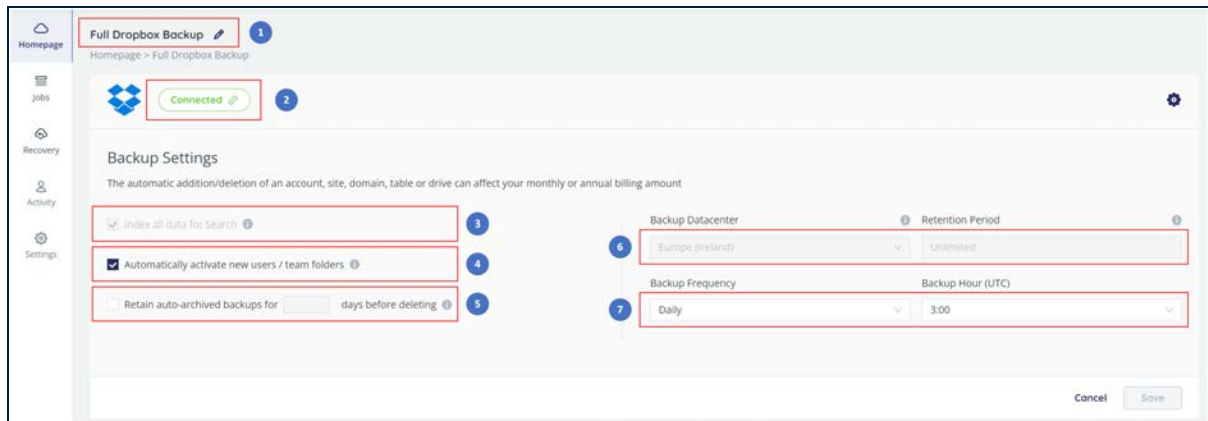 Homepage
Jobs
Recovery
Activity
Settings
Full Dropbox Backup
1
Homepage > Full Dropbox Backup
Connected
2
Backup Settings
The automatic addition/deletion of an account, site, domain, table or drive can affect your monthly or annual billing amount
Index all data for Search
3
Automatically activate new users / team folders
4
Retain auto-archived backups for days before deleting
5
Backup Datacenter Retention Period
6
Europe (Ireland) Unlimited
Backup Frequency Backup Hour (UTC)
7
Daily 3:00
Cancel Save